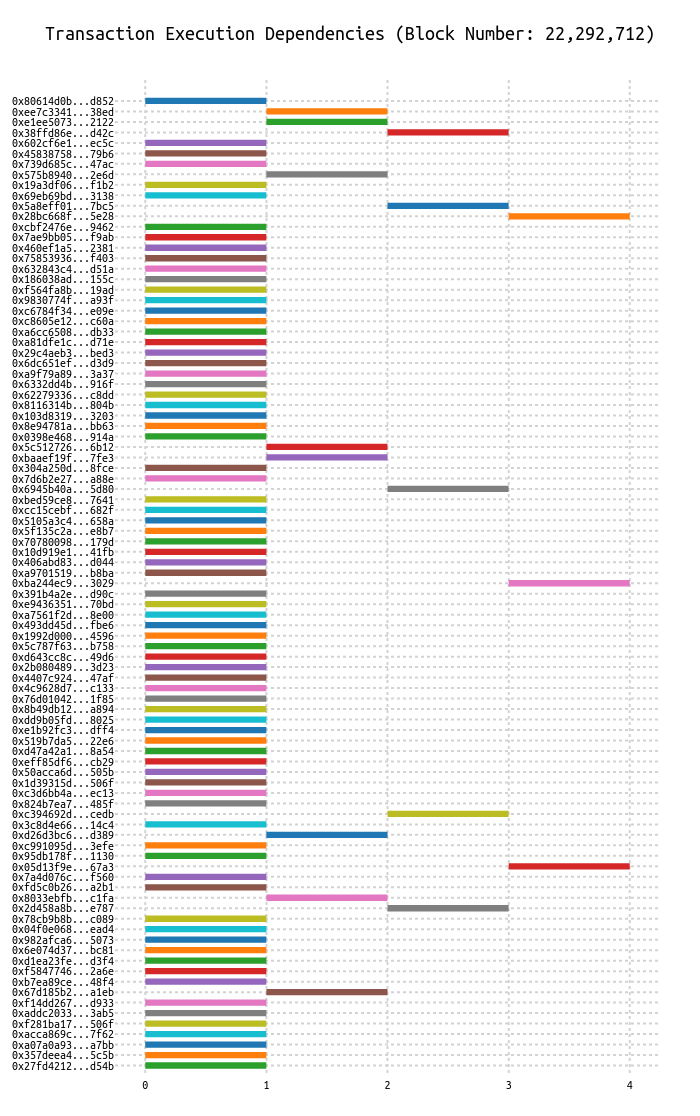 Transaction Execution Dependencies (Block Number: 22,292,712)
0x80614d0b...d852
0xee7c3341...38ed
0xe1ee5073...2122
0x38ffd86e...d42c
0x602cf6e1...ec5c
0x45838758...79b6
0x739d685c...47ac
0x575b8940...2e6d
0x19a3df06...f1b2
0x69eb69bd...3138
0x5a8eff01...7bc5
0x28bc668f...5e28
0xcbf2476e...9462
0x7ae9bb05...f9ab
0x460ef1a5...2381
0x75853936...f403
0x632843c4...d51a
0x186038ad...155c
0xf564fa8b...19ad
0x9830774f...a93f
0xc6784f34...e09e
0xc8605e12...c60a
0xa6cc6508...db33
0xa81dfe1c...d71e
0x29c4aeb3...bed3
0x6dc651ef...d3d9
0xa9f79a89...3a37
0x6332dd4b...916f
0x62279336...c8dd
0x8116314b...804b
0x103d8319...3203
0x8e94781a...bb63
0x0398e468...914a
0x5c512726...6b12
0xbaaef19f...7fe3
0x304a250d...8fce
0x7d6b2e27...a88e
0x6945b40a...5d80
0xbed59ce8...7641
0xcc15cebf...682f
0x5105a3c4...658a
0x5f135c2a...e8b7
0x70780098...179d
0x10d919e1...41fb
0x406abd83...d044
0xa9701519...b8ba
0xba244ec9...3029
0x391b4a2e...d90c
0xe9436351...70bd
0xa7561f2d...8e00
0x493dd45d...fbe6
0x1992d000...4596
0x5c787f63...b758
0xd643cc8c...49d6
0x2b080489...3d23
0x4407c924...47af
0x4c9628d7...c133
0x76d01042...1f85
0x8b49db12...a894
0xdd9b05fd...8025
0xe1b92fc3...dff4
0x519b7da5...22e6
0xd47a42a1...8a54
0xeff85df6...cb29
0x50acca6d...505b
0x1d39315d...506f
0xc3d6bb4a...ec13
0x824b7ea7...485f
0xc394692d...cedb
0x3c8d4e66...14c4
0xd26d3bc6...d389
0xc991095d...3efe
0x95db178f...1130
0x05d13f9e...67a3
0x7a4d076c...f560
0xfd5c0b26...a2b1
0x8033ebfb...c1fa
0x2d458a8b...e787
0x78cb9b8b...c089
0x04f0e068...ead4
0x982afca6...5073
0x6e074d37...bc81
0xd1ea23fe...d3f4
0xf5847746...2a6e
0xb7ea89ce...48f4
0x67d185b2...a1eb
0xf14dd267...d933
0xaddc2033...3ab5
0xf281ba17...506f
0xacca869c...7f62
0xa07a0a93...a7bb
0x357deea4...5c5b
0x27fd4212...d54b
0 1 2 3 4